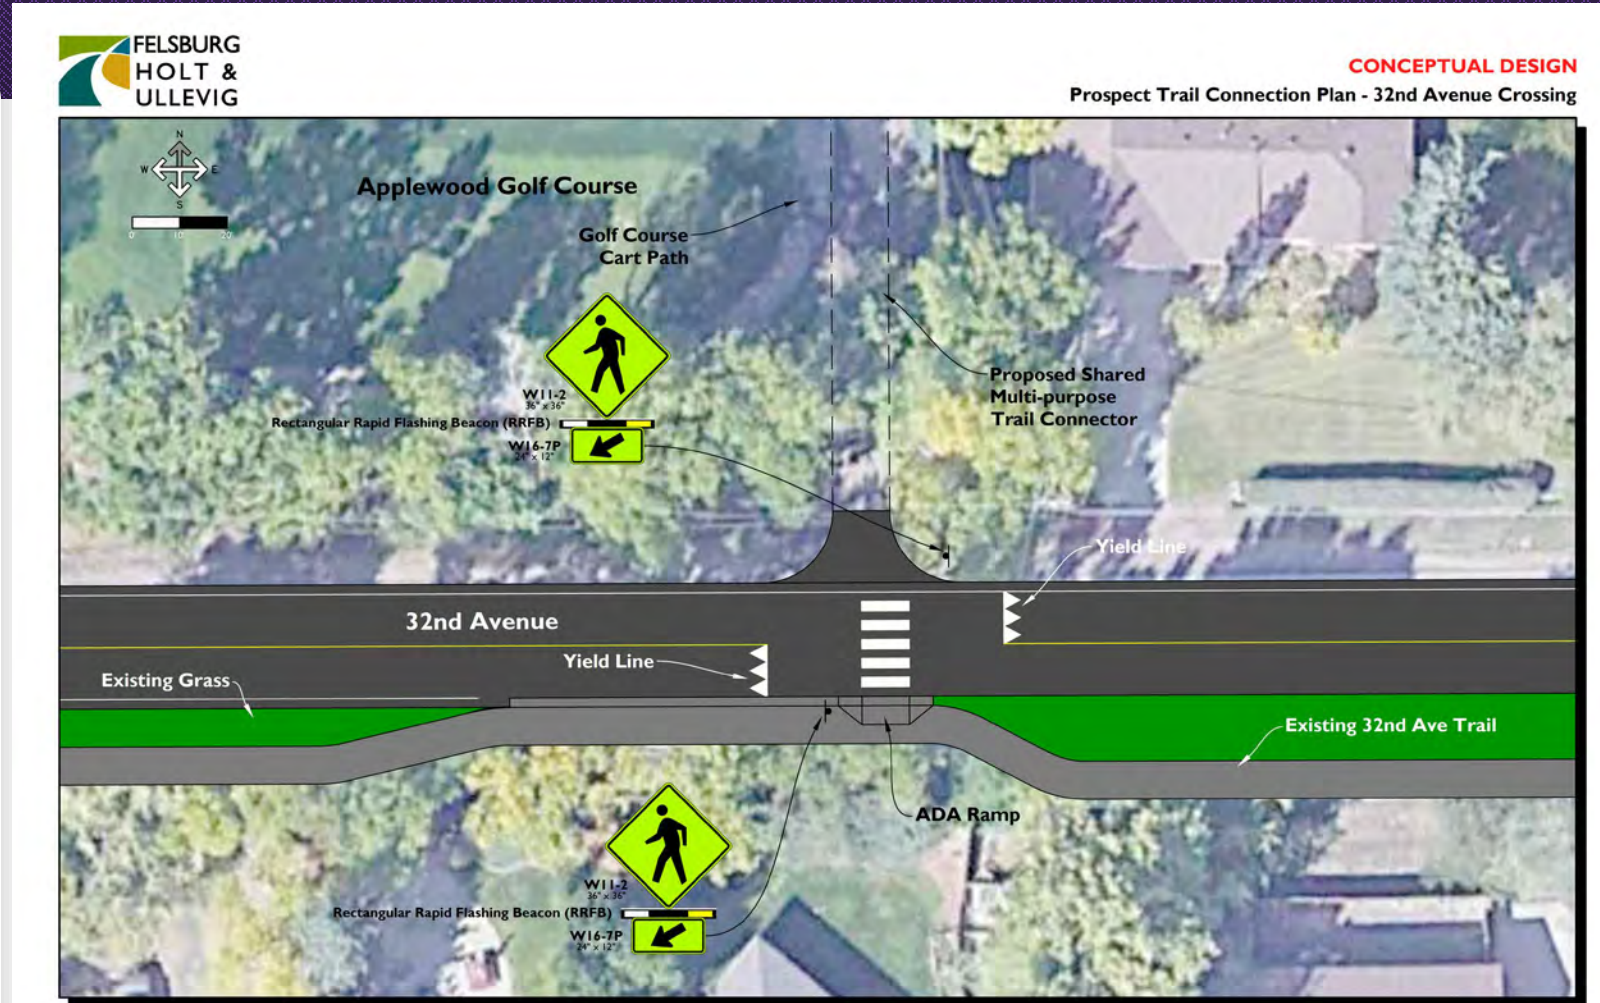 FELSBURG
HOLT &
ULLEVIG
CONCEPTUAL DESIGN
Prospect Trail Connection Plan - 32nd Avenue Crossing
N
W
E
S
0
10
20
Applewood Golf Course
Golf Course
Cart Path
W11-2
36" x 36"
Rectangular Rapid Flashing Beacon (RRFB)
W16-7P
24" x 12"
Proposed Shared
Multi-purpose
Trail Connector
Yield Line
32nd Avenue
Yield Line
Existing Grass
Existing 32nd Ave Trail
ADA Ramp
W11-2
36" x 36"
Rectangular Rapid Flashing Beacon (RRFB)
W16-7P
24" x 12"